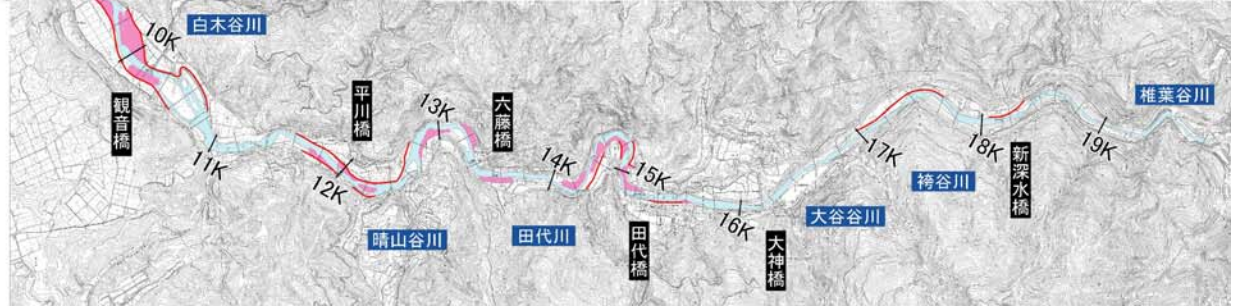 白木谷川
10K
観音橋
11K
平川橋
12K
晴山谷川
13K
六藤橋
14K
田代川
15K
田代橋
16K
大神橋
大谷谷川
17K
袴谷川
18K
新深水橋
19K
椎葉谷川